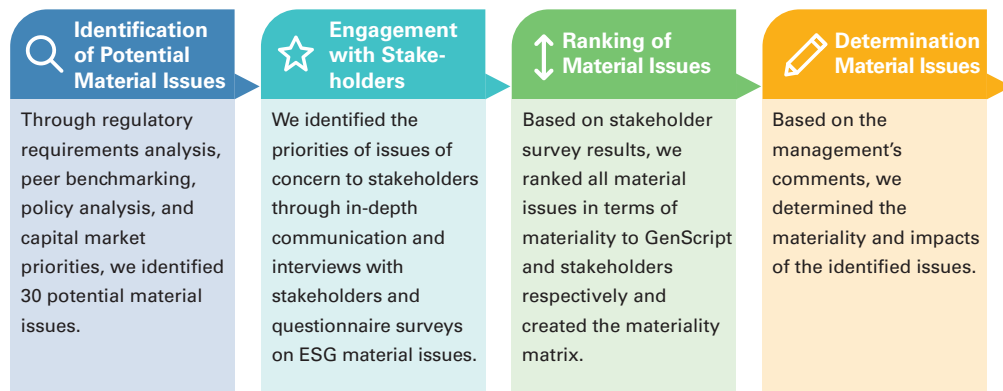 Identification
of Potential
Material Issues
Through regulatory
requirements analysis,
peer benchmarking,
policy analysis, and
capital market
priorities, we identified
30 potential material
issues.
Engagement
with Stake-
holders
We identified the
priorities of issues of
concern to stakeholders
through in-depth
communication and
interviews with
stakeholders and
questionnaire surveys
on ESG material issues.
Ranking of
Material Issues
Based on stakeholder
survey results, we
ranked all material
issues in terms of
materiality to GenScript
and stakeholders
respectively and
created the materiality
matrix.
Determination
Material Issues
Based on the
management’s
comments, we
determined the
materiality and impacts
of the identified issues.